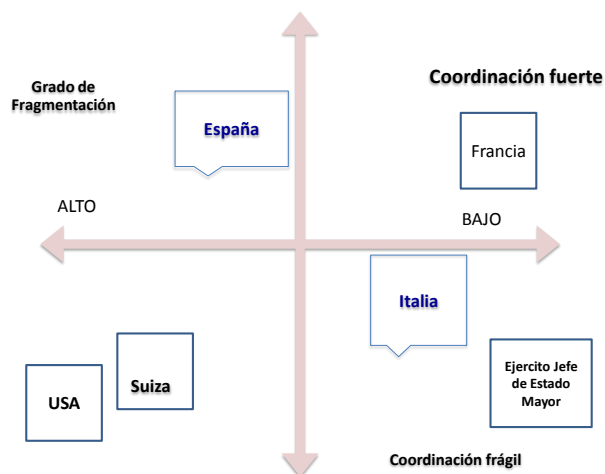 Grado de
Fragmentación
Coordinación fuerte
España
Francia
ALTO
BAJO
Italia
Suiza
USA
Ejercito Jefe
de Estado
Mayor
Coordinación frágil